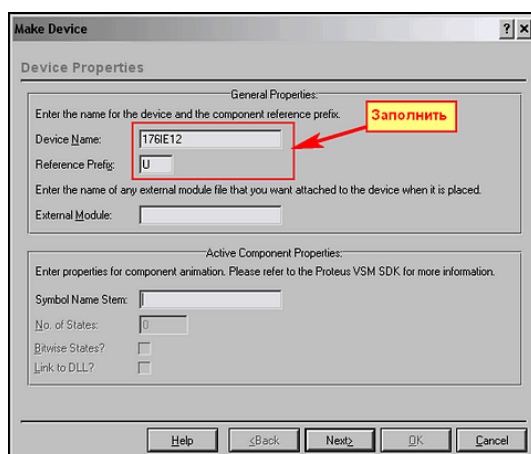 Make Device
Device Properties
General Properties:
Enter the name for the device and the component reference prefix.
Заполнить
Device Name: 176IE12
Reference Prefix: U
Enter the name of any external module file that you want attached to the device when it is placed.
External Module:
Active Component Properties:
Enter properties for component animation. Please refer to the Proteus VSM SDK for more information.
Symbol Name Stem:
No. of States: 0
Bitwise States?
Link to DLL?
Help <Back Next> OK Cancel